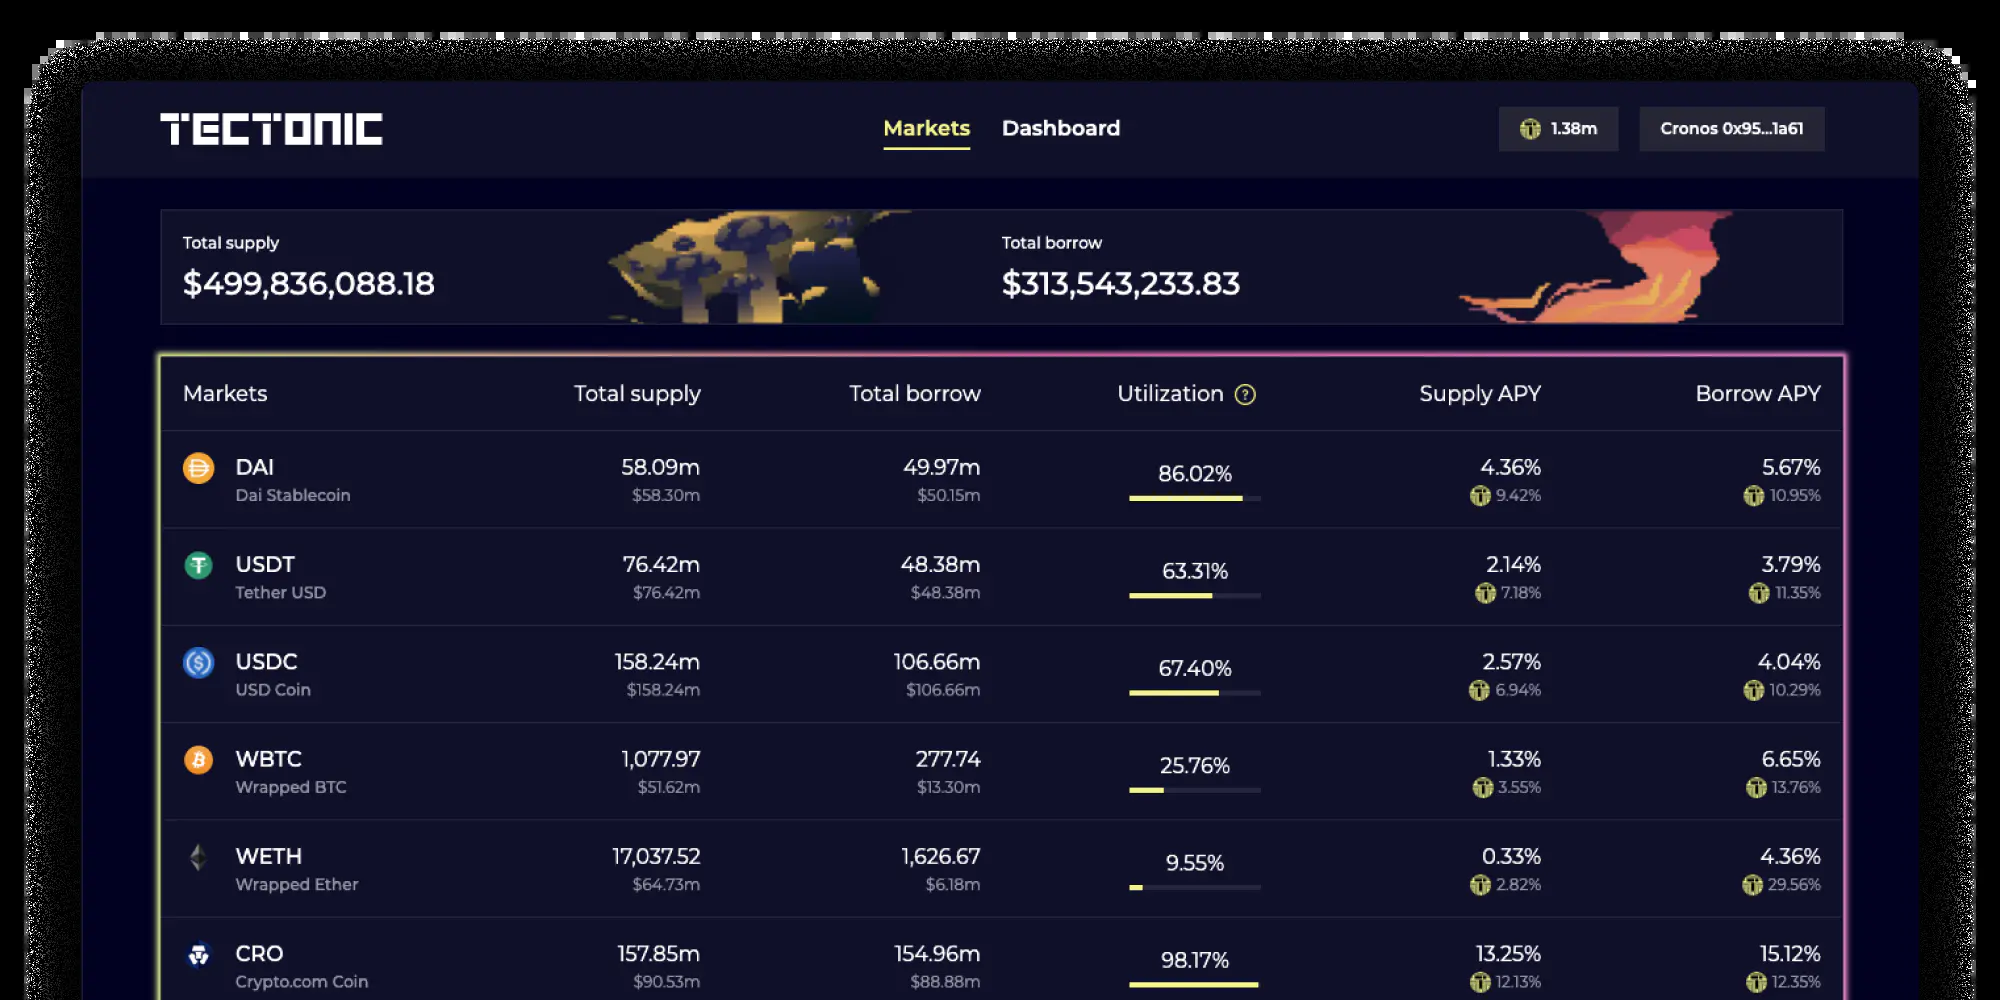 TECTONIC Markets Dashboard 1.38m Cronos 0x95...1a61
Total supply Total borrow
$499,836,088.18 $313,543,233.83
Markets Total supply Total borrow Utilization ? Supply APY Borrow APY
DAI 58.09m 49.97m 86.02% 4.36% 5.67%
Dai Stablecoin $58.30m $50.15m 9.42% 10.95%
USDT 76.42m 48.38m 63.31% 2.14% 3.79%
Tether USD $76.42m $48.38m 7.18% 11.35%
USDC 158.24m 106.66m 67.40% 2.57% 4.04%
USD Coin $158.24m $106.66m 6.94% 10.29%
WBTC 1,077.97 277.74 25.76% 1.33% 6.65%
Wrapped BTC $51.62m $13.30m 3.55% 13.76%
WETH 17,037.52 1,626.67 9.55% 0.33% 4.36%
Wrapped Ether $64.73m $6.18m 2.82% 29.56%
CRO 157.85m 154.96m 98.17% 13.25% 15.12%
Crypto.com Coin $90.53m $88.88m 12.13% 12.35%